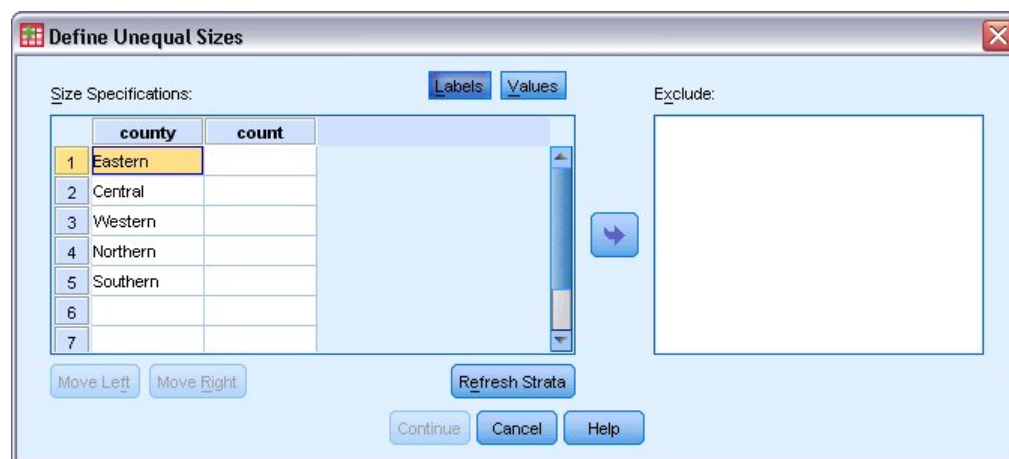 Define Unequal Sizes
Size Specifications:
Labels Values
Exclude:
county count
1 Eastern
2 Central
3 Western
4 Northern
5 Southern
6
7
Move Left Move Right Refresh Strata
Continue Cancel Help